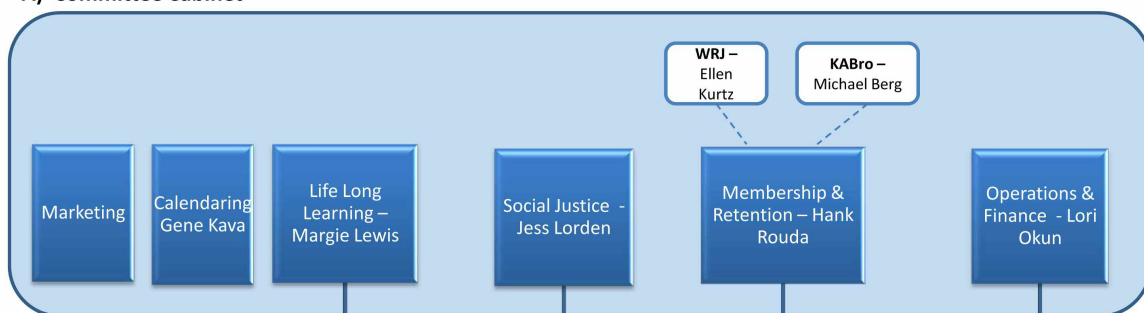 WRJ –
Ellen
Kurtz
KABro –
Michael Berg
Marketing
Calendaring
Gene Kava
Life Long
Learning –
Margie Lewis
Social Justice -
Jess Lorden
Membership &
Retention – Hank
Rouda
Operations &
Finance - Lori
Okun